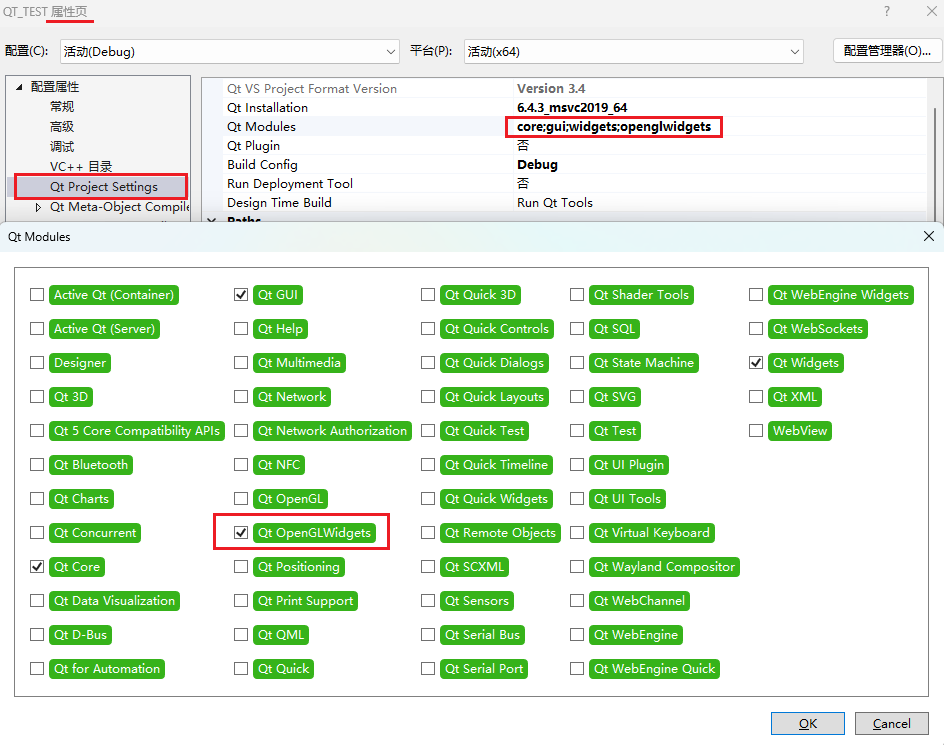 QT_TEST 属性页
?
配置(C): 活动(Debug) 平台(P): 活动(x64) 配置管理器(O)...
配置属性
常规
高级
调试
VC++ 目录
Qt Project Settings
Qt Meta-Object Compile
Qt VS Project Format Version Version 3.4
Qt Installation 6.4.3_msvc2019_64
Qt Modules core;gui;widgets;openglwidgets
Qt Plugin 否
Build Config Debug
Run Deployment Tool 否
Design Time Build Run Qt Tools
Paths
Qt Modules
Active Qt (Container) Qt GUI Qt Quick 3D Qt Shader Tools Qt WebEngine Widgets
Active Qt (Server) Qt Help Qt Quick Controls Qt SQL Qt WebSockets
Designer Qt Multimedia Qt Quick Dialogs Qt State Machine Qt Widgets
Qt 3D Qt Network Qt Quick Layouts Qt SVG Qt XML
Qt 5 Core Compatibility APIs Qt Network Authorization Qt Quick Test Qt Test WebView
Qt Bluetooth Qt NFC Qt Quick Timeline Qt UI Plugin
Qt Charts Qt OpenGL Qt Quick Widgets Qt UI Tools
Qt Concurrent Qt OpenGLWidgets Qt Remote Objects Qt Virtual Keyboard
Qt Core Qt Positioning Qt SCXML Qt Wayland Compositor
Qt Data Visualization Qt Print Support Qt Sensors Qt WebChannel
Qt D-Bus Qt QML Qt Serial Bus Qt WebEngine
Qt for Automation Qt Quick Qt Serial Port Qt WebEngine Quick
OK Cancel